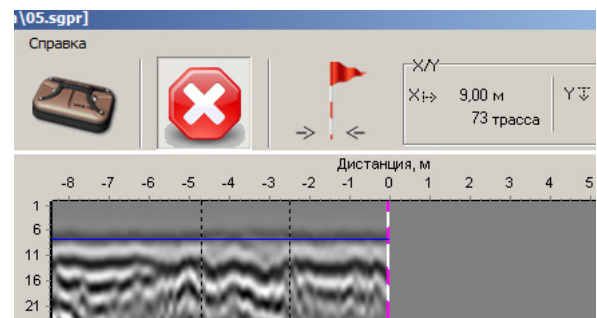 \05.sgpr]
Справка
X/Y
X 9,00 м Y
73 трасса
Дистанция, м
-8 -7 -6 -5 -4 -3 -2 -1 0 1 2 3 4 5
1
6
11
16
21